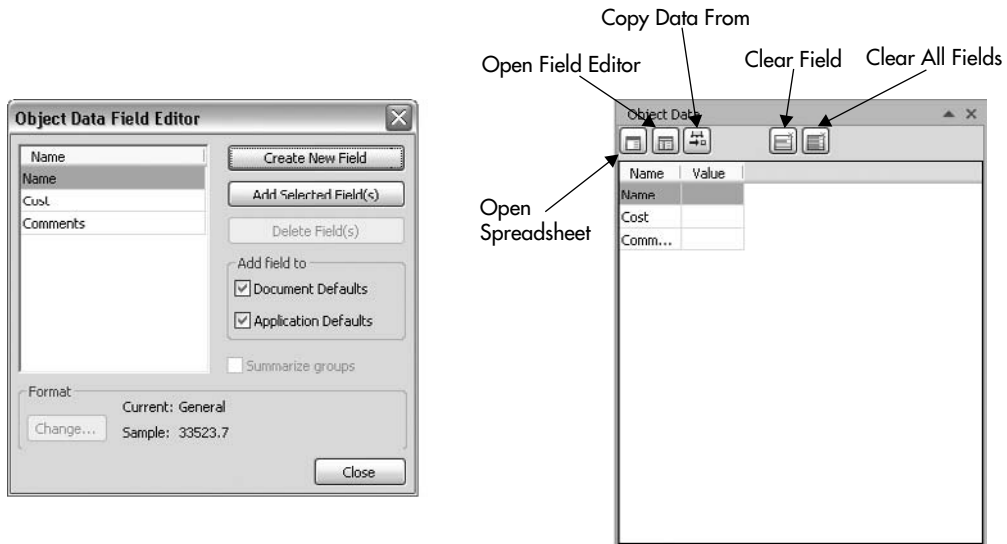 Object Data Field Editor
Name
Name
Cost
Comments
Create New Field
Add Selected Field(s)
Delete Field(s)
Add field to
Document Defaults
Application Defaults
Summarize groups
Format
Change...
Current: General
Sample: 33523.7
Close
Copy Data From
Open Field Editor
Clear Field
Clear All Fields
Object Data
Open
Spreadsheet
Name Value
Name
Cost
Comm...